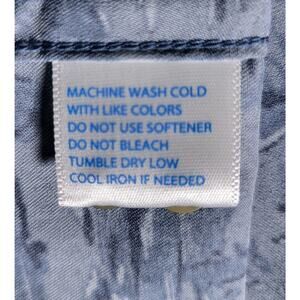 MACHINE WASH COLD
WITH LIKE COLORS
DO NOT USE SOFTENER
DO NOT BLEACH
TUMBLE DRY LOW
COOL IRON IF NEEDED